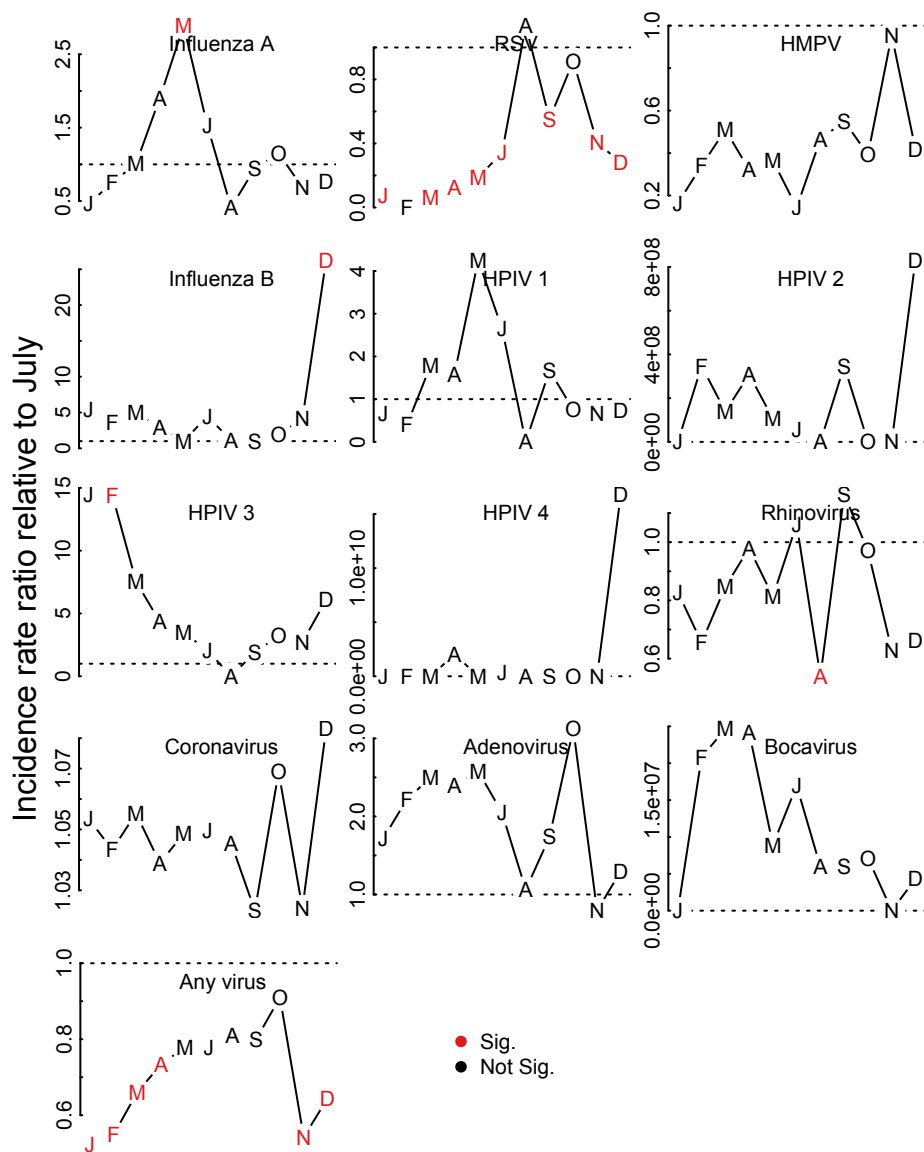 Incidence rate ratio relative to July
Influenza A
0.5 1.5 2.5
J F M A M J A S O N D
RSV
0.0 0.4 0.8
J F M A M J A S O N D
HMPV
0.2 0.6 1.0
J F M A M J A S O N D
Influenza B
0 5 10 20
J F M A M J A S O N D
HPIV 1
0 1 2 3 4
J F M A M J A S O N D
HPIV 2
0e+00 4e+08 8e+08
J F M A M J A S O N D
HPIV 3
0 5 10 15
J F M A M J A S O N D
HPIV 4
0.0e+00 1.0e+10
J F M A M J A S O N D
Rhinovirus
0.6 0.8 1.0
J F M A M J A S O N D
Coronavirus
1.03 1.05 1.07
J F M A M J A S O N D
Adenovirus
1.0 2.0 3.0
J F M A M J A S O N D
Bocavirus
0.0e+00 1.5e+07
J F M A M J A S O N D
Any virus
0.6 0.8 1.0
J F M A M J A S O N D
Sig.
Not Sig.